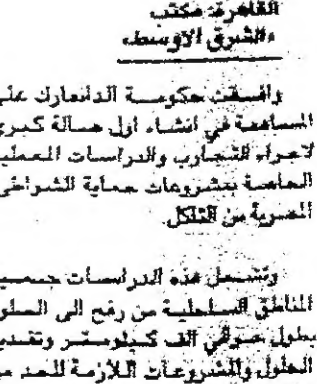 القاهرة: مكتب
«الشرق الاوسط»
وافقت حكومة الدانمارك على
المساهمة في انشاء اول صالة كبرى
لاجراء التجارب والدراسات المعملية
الخاصة بمشروعات حماية الشواطئ
المصرية من التاكل.
وتشمل هذه الدراسات جميع
المناطق الساحلية من رفح الى السلوم
بطول حوالي الف كيلومتر وتقديم
الحلول والمشروعات اللازمة للحد من